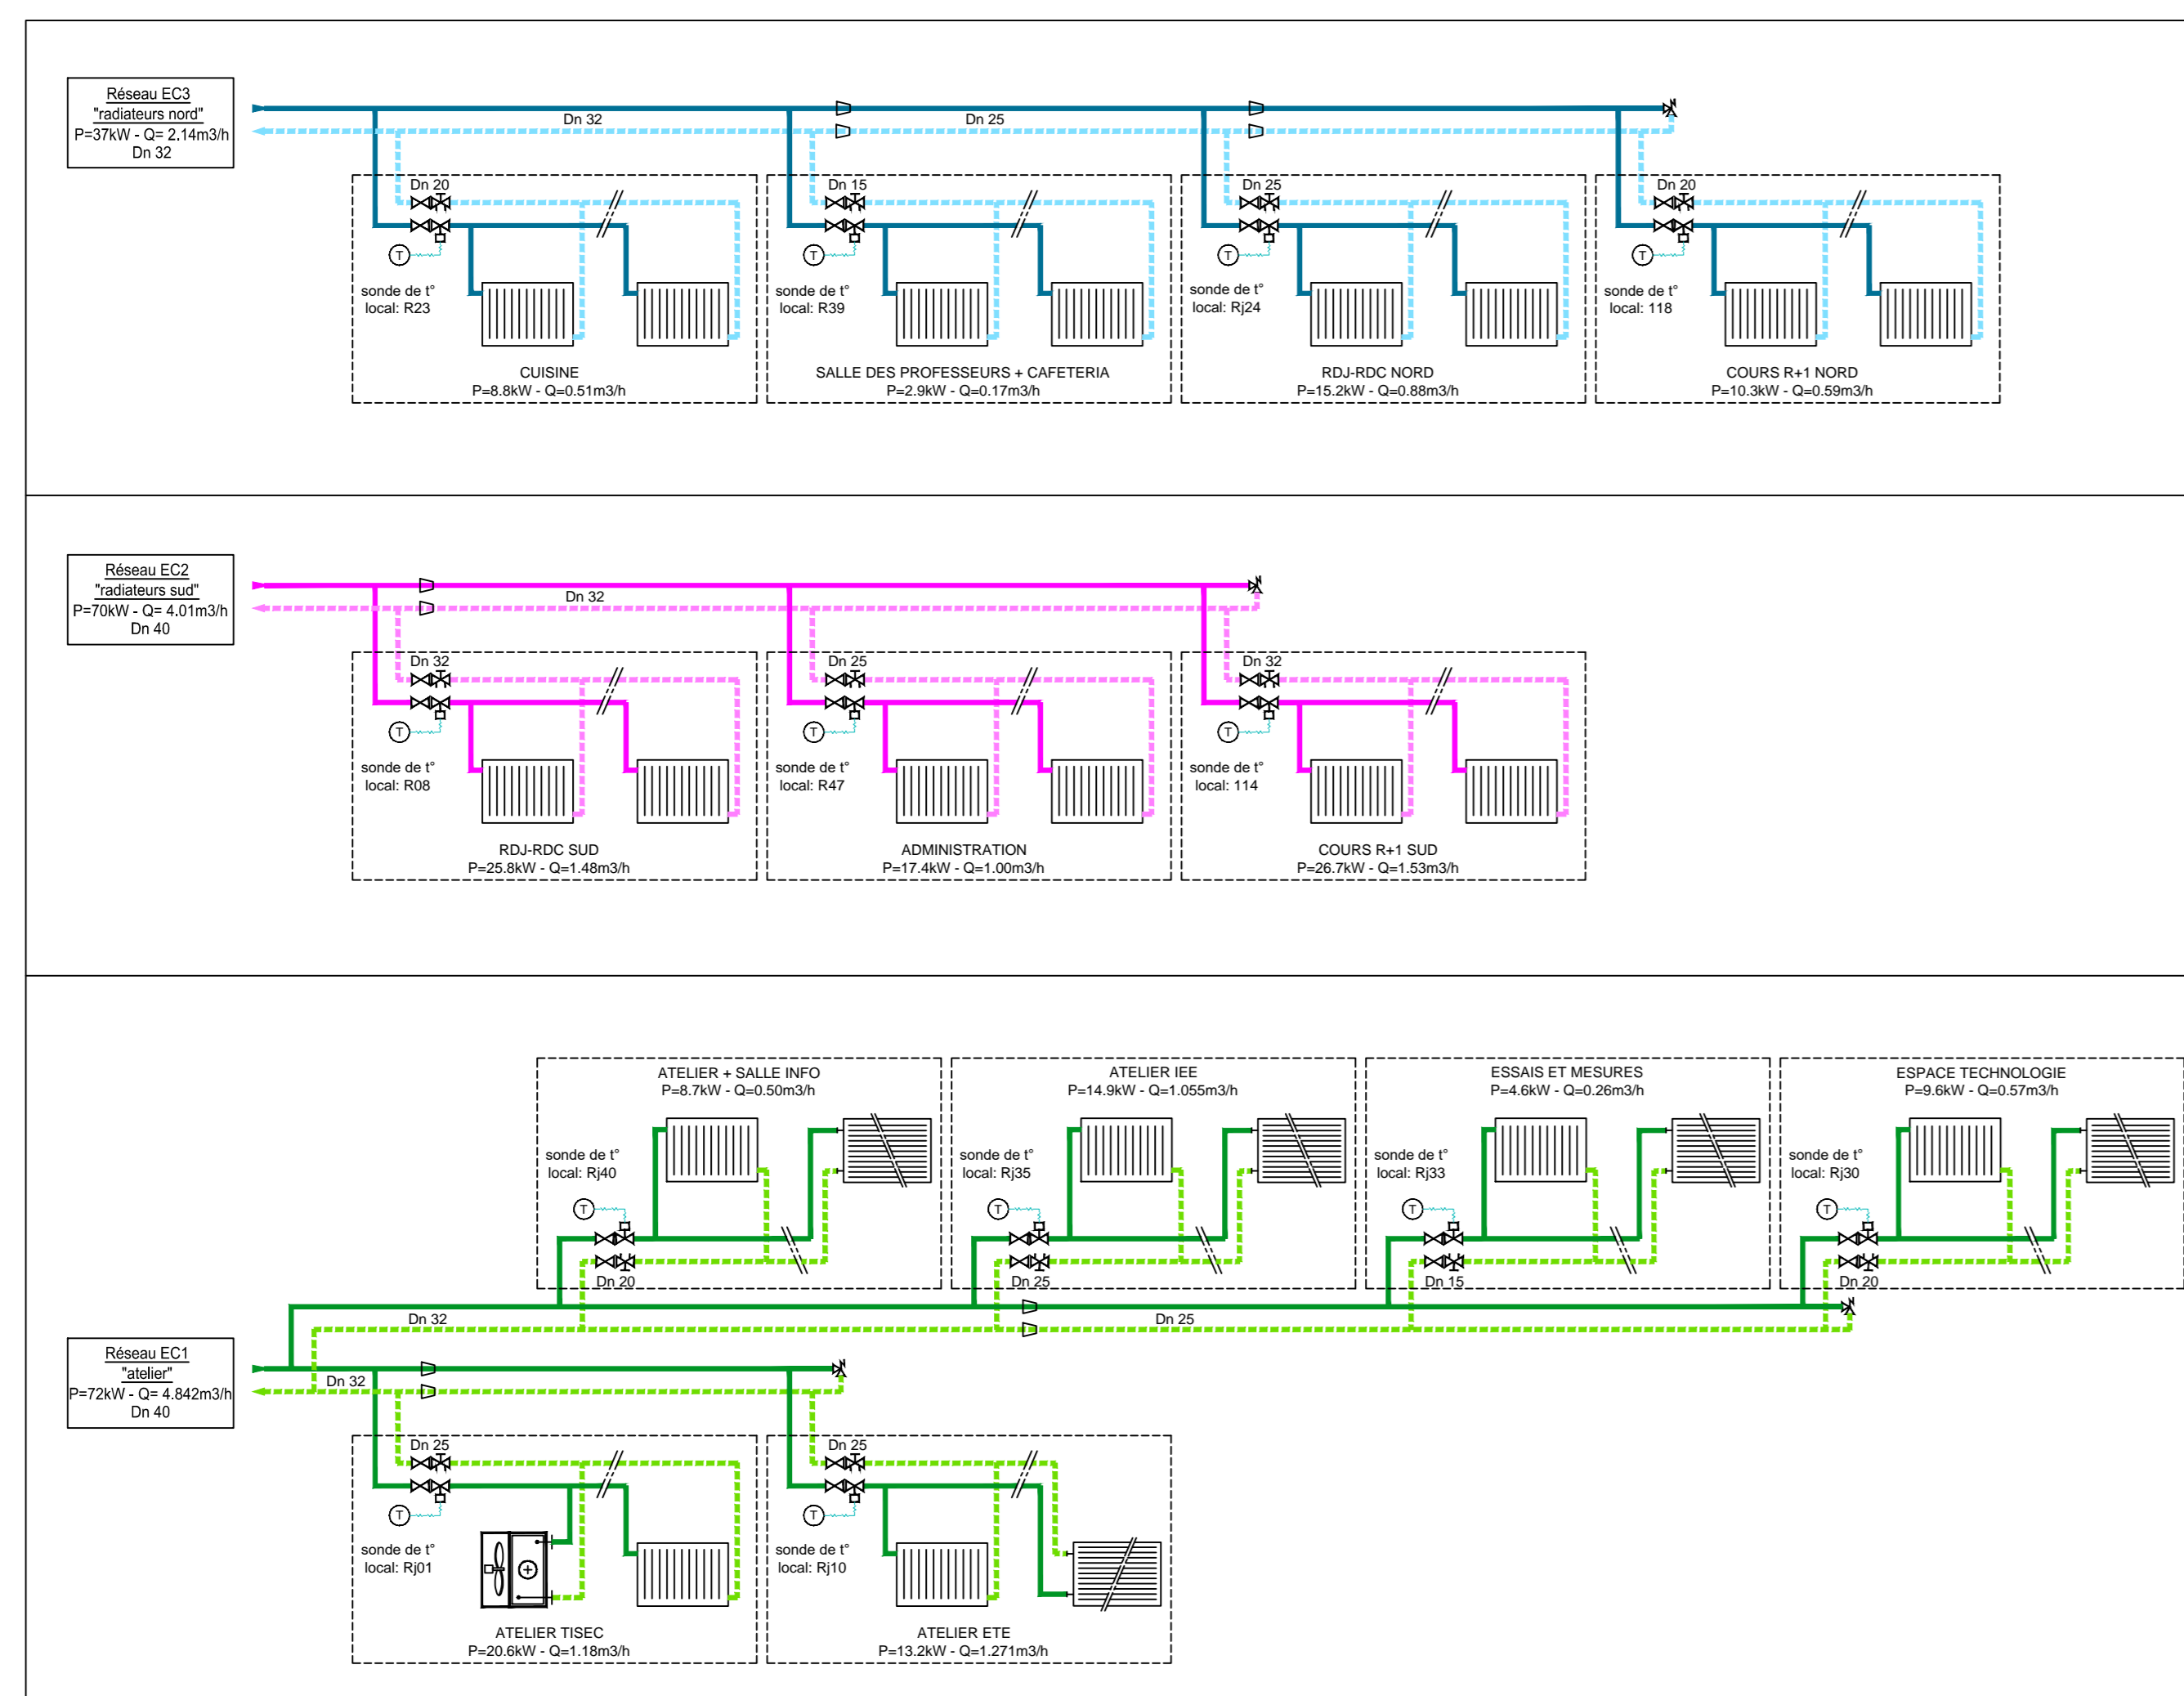 Réseau EC3
"radiateurs nord"
P=37kW - Q= 2.14m3/h
Dn 32
Dn 32
Dn 25
Dn 20
T
sonde de t°
local: R23
CUISINE
P=8.8kW - Q=0.51m3/h
Dn 15
T
sonde de t°
local: R39
SALLE DES PROFESSEURS + CAFETERIA
P=2.9kW - Q=0.17m3/h
Dn 25
T
sonde de t°
local: Rj24
RDJ-RDC NORD
P=15.2kW - Q=0.88m3/h
Dn 20
T
sonde de t°
local: 118
COURS R+1 NORD
P=10.3kW - Q=0.59m3/h
Réseau EC2
"radiateurs sud"
P=70kW - Q= 4.01m3/h
Dn 40
Dn 32
Dn 32
T
sonde de t°
local: R08
RDJ-RDC SUD
P=25.8kW - Q=1.48m3/h
Dn 25
T
sonde de t°
local: R47
ADMINISTRATION
P=17.4kW - Q=1.00m3/h
Dn 32
T
sonde de t°
local: 114
COURS R+1 SUD
P=26.7kW - Q=1.53m3/h
ATELIER + SALLE INFO
P=8.7kW - Q=0.50m3/h
sonde de t°
local: Rj40
T
Dn 20
ATELIER IEE
P=14.9kW - Q=1.055m3/h
sonde de t°
local: Rj35
T
Dn 25
ESSAIS ET MESURES
P=4.6kW - Q=0.26m3/h
sonde de t°
local: Rj33
T
Dn 15
ESPACE TECHNOLOGIE
P=9.6kW - Q=0.57m3/h
sonde de t°
local: Rj30
T
Dn 20
Dn 32
Dn 25
Réseau EC1
"atelier"
P=72kW - Q= 4.842m3/h
Dn 40
Dn 32
Dn 25
T
sonde de t°
local: Rj01
ATELIER TISEC
P=20.6kW - Q=1.18m3/h
Dn 25
T
sonde de t°
local: Rj10
ATELIER ETE
P=13.2kW - Q=1.271m3/h